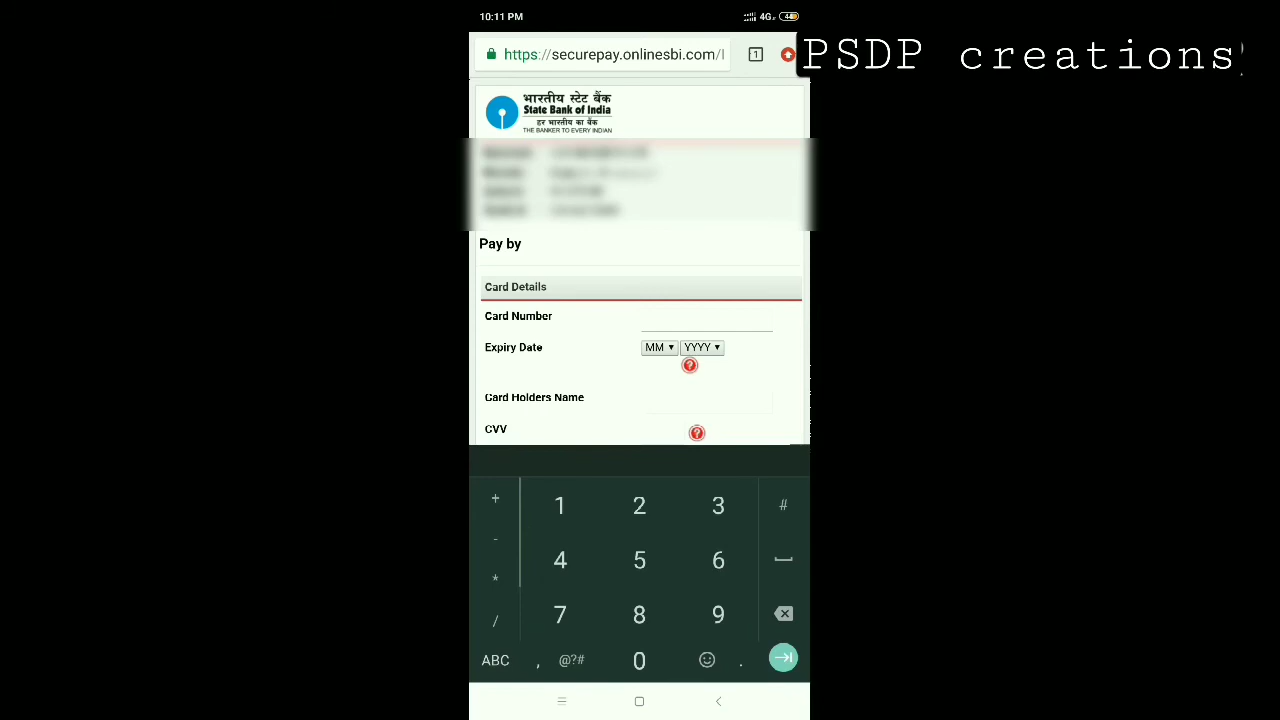 10:11 PM
4G
44
https://securepay.onlinesbi.com/l
1
PSDP creations
भारतीय स्टेट बैंक
State Bank of India
हर भारतीय का बैंक
THE BANKER TO EVERY INDIAN
Pay by
Card Details
Card Number
Expiry Date
MM YYYY
?
Card Holders Name
CVV
?
+ 1 2 3 #
- 4 5 6
*
/ 7 8 9
ABC , @?# 0 .